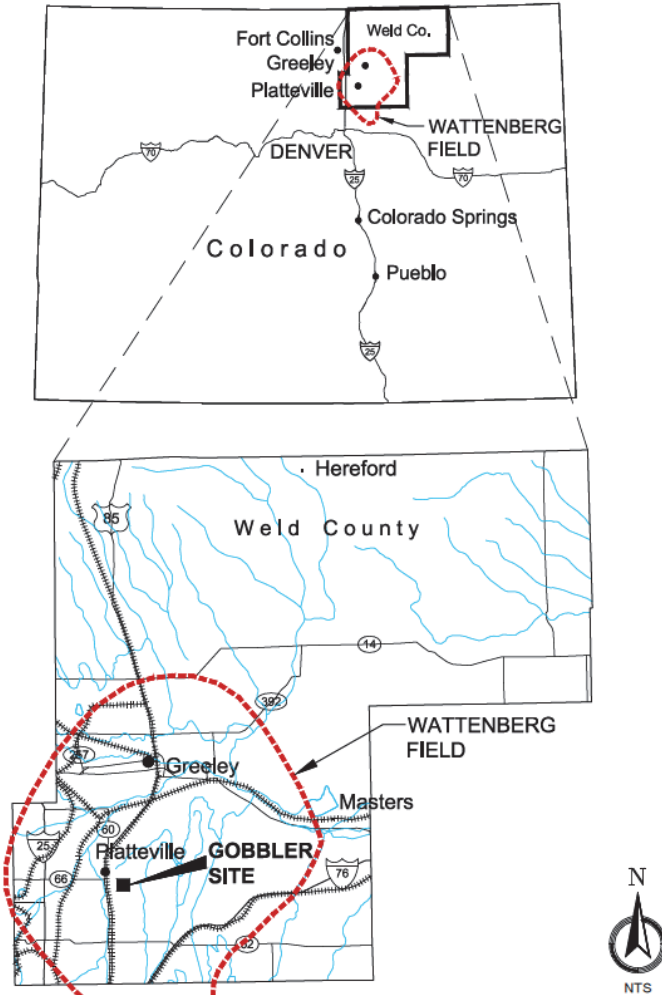 Weld Co.
Fort Collins
Greeley
Platteville
WATTENBERG
FIELD
DENVER
70
25
70
Colorado Springs
Colorado
Pueblo
25
Hereford
85
Weld County
14
392
WATTENBERG
FIELD
257
Greeley
Masters
60
25
Platteville
GOBBLER
SITE
66
76
52
N
NTS